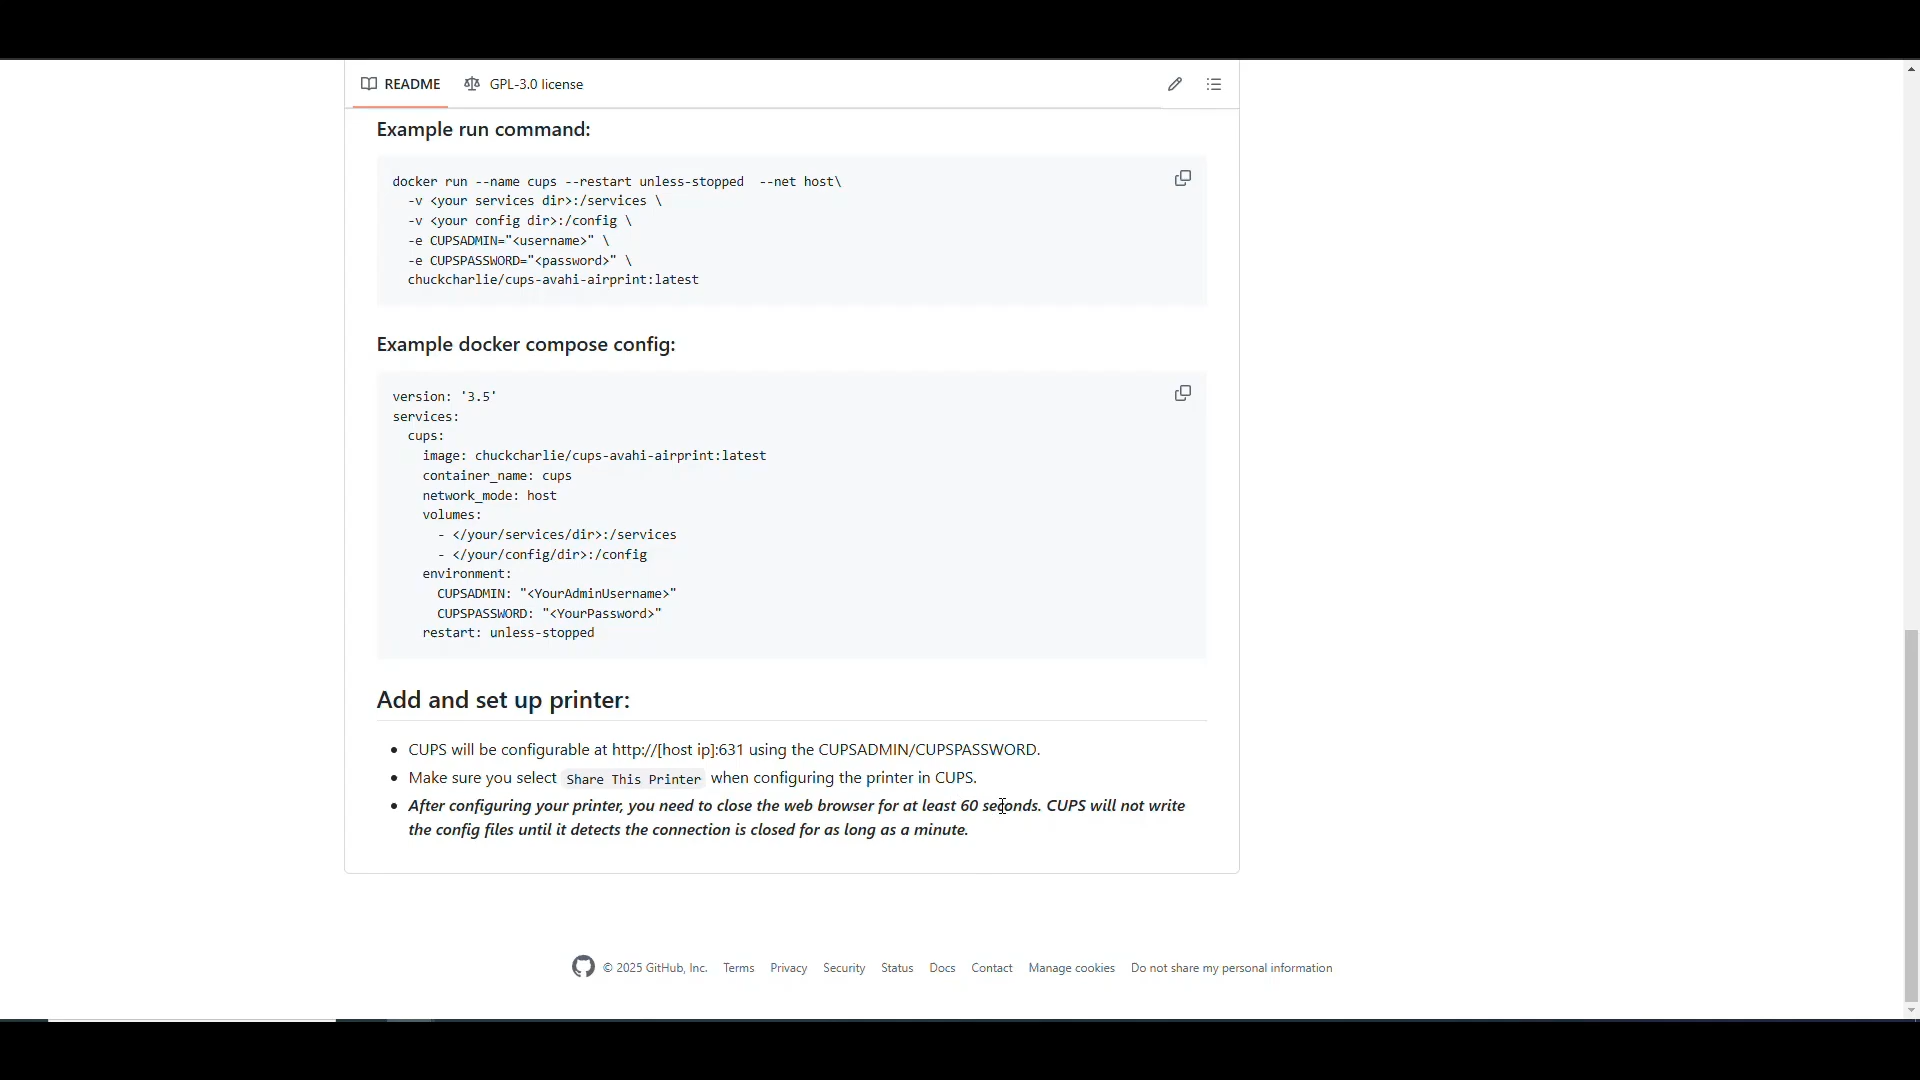 README GPL-3.0 license
Example run command:
docker run --name cups --restart unless-stopped  --net host\
  -v <your services dir>:/services \
  -v <your config dir>:/config \
  -e CUPSADMIN="<username>" \
  -e CUPSPASSWORD="<password>" \
  chuckcharlie/cups-avahi-airprint:latest
Example docker compose config:
version: '3.5'
services:
  cups:
    image: chuckcharlie/cups-avahi-airprint:latest
    container_name: cups
    network_mode: host
    volumes:
      - </your/services/dir>:/services
      - </your/config/dir>:/config
    environment:
      CUPSADMIN: "<YourAdminUsername>"
      CUPSPASSWORD: "<YourPassword>"
    restart: unless-stopped
Add and set up printer:
• CUPS will be configurable at http://[host ip]:631 using the CUPSADMIN/CUPSPASSWORD.
• Make sure you select Share This Printer when configuring the printer in CUPS.
• After configuring your printer, you need to close the web browser for at least 60 seconds. CUPS will not write
the config files until it detects the connection is closed for as long as a minute.
© 2025 GitHub, Inc. Terms Privacy Security Status Docs Contact Manage cookies Do not share my personal information